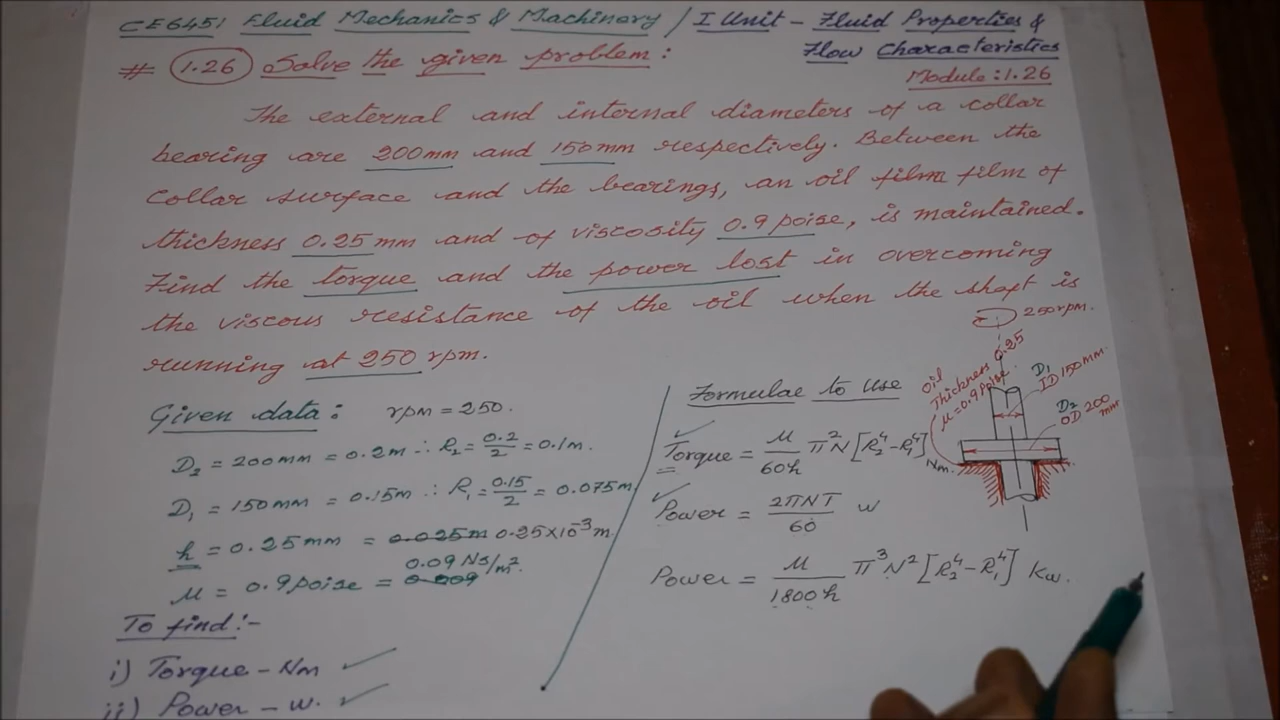 CE6451 Fluid Mechanics & Machinery / I Unit - Fluid Properties &
Flow Characteristics
# 1.26 Solve the given problem :
Module : 1.26
The external and internal diameters of a collar
bearing are 200mm and 150mm respectively. Between the
collar surface and the bearings, an oil film film of
thickness 0.25mm and of viscosity 0.9 poise, is maintained.
Find the torque and the power lost in overcoming
the viscous resistance of the oil when the shaft is
running at 250 rpm.
250 rpm.
oil
Thickness 0.25
μ = 0.9 poise
D₁
ID 150mm.
D₂
OD 200
mm
Given data : rpm = 250.
D₂ = 200mm = 0.2m ∴ R₂ = 0.2/2 = 0.1m.
D₁ = 150mm = 0.15m ∴ R₁ = 0.15/2 = 0.075m
h = 0.25mm = 0.025m 0.25×10⁻³m.
0.09 Ns/m².
μ = 0.9 poise = 0.009
To find :-
i) Torque - Nm ✓
ii) Power - w. ✓
Formulae to Use
✓ Torque = μ/60h π²N [R₂⁴ - R₁⁴] Nm.
✓ Power = 2πNT/60 w
Power = μ/1800h π³N² [R₂⁴ - R₁⁴] Kw.